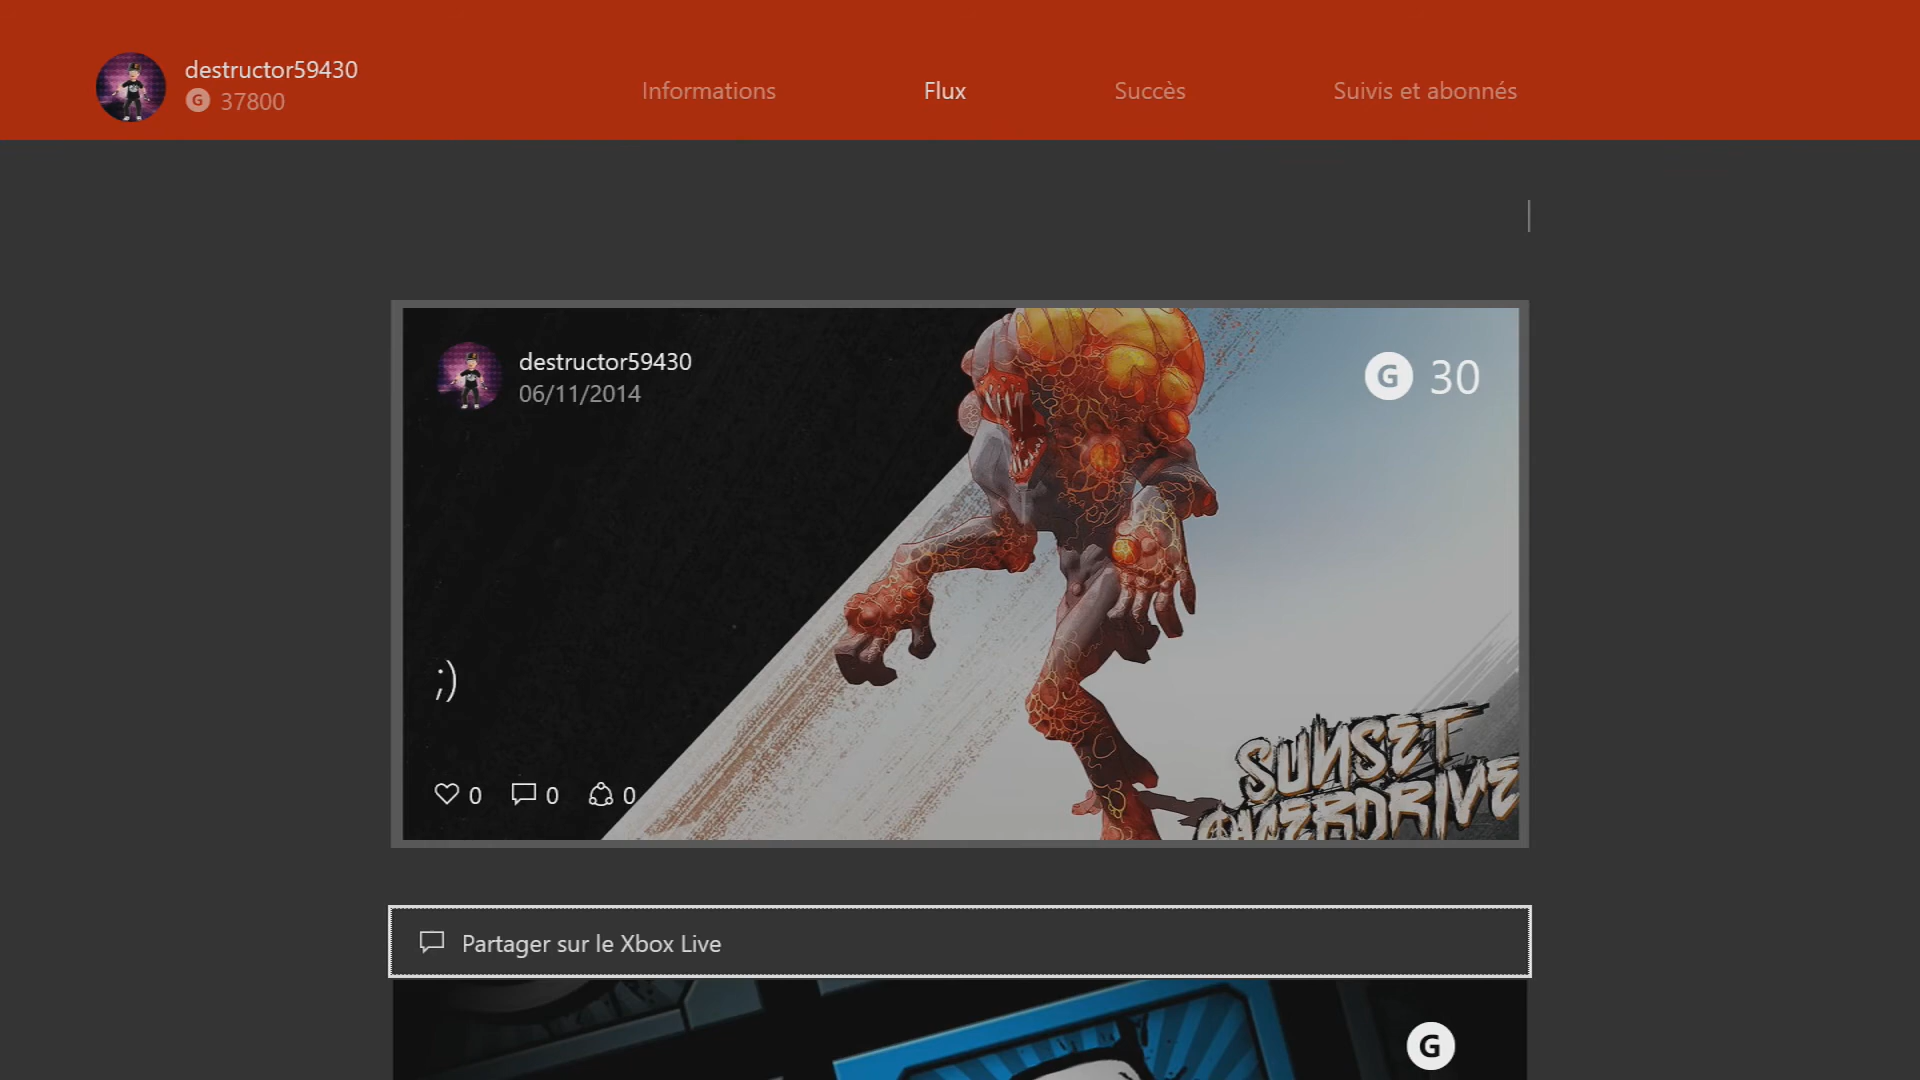 destructor59430
G 37800
Informations
Flux
Succès
Suivis et abonnés
destructor59430
06/11/2014
G 30
;)
0 0 0
SUNSET
OVERDRIVE
Partager sur le Xbox Live
G